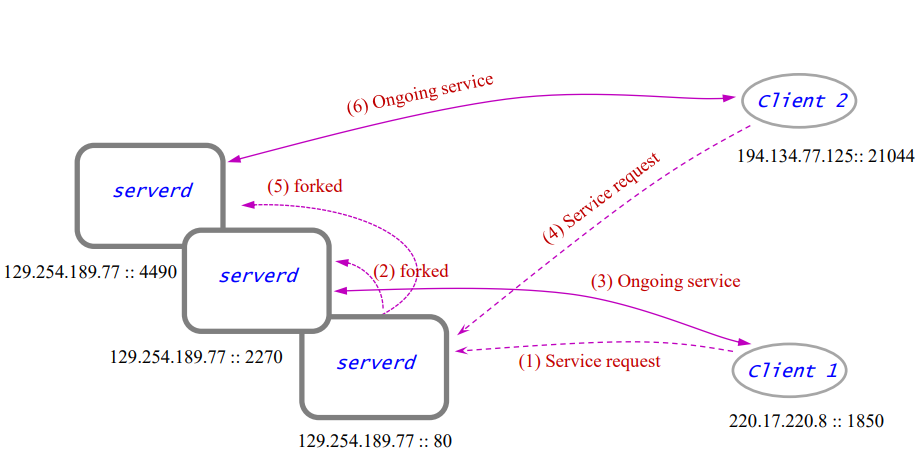 (6) Ongoing service
Client 2
194.134.77.125:: 21044
serverd
(5) forked
(4) Service request
129.254.189.77 :: 4490
serverd
(2) forked
(3) Ongoing service
129.254.189.77 :: 2270
serverd
(1) Service request
Client 1
220.17.220.8 :: 1850
129.254.189.77 :: 80